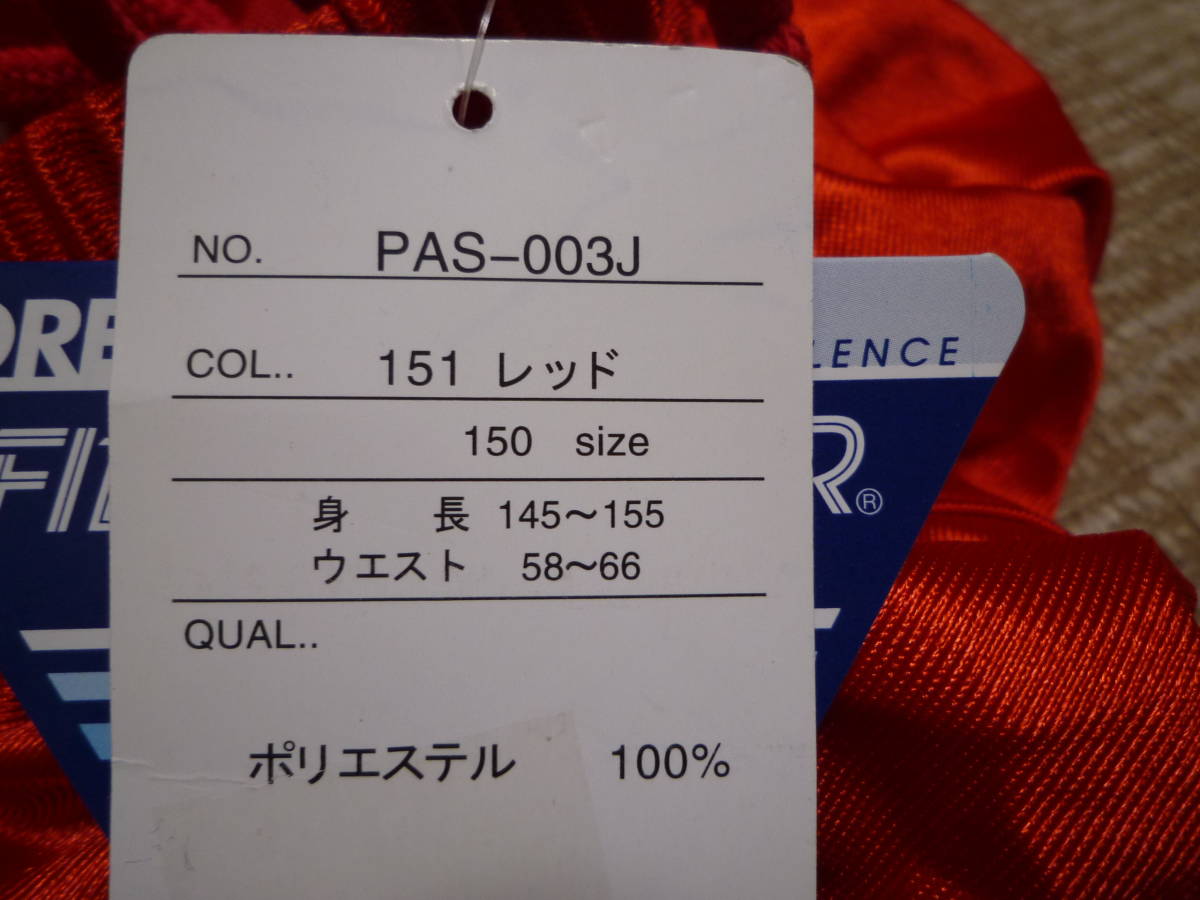 NO. PAS-003J
COL.. 151 レッド
150 size
身 長 145～155
ウエスト 58～66
QUAL..
ポリエステル 100%
®